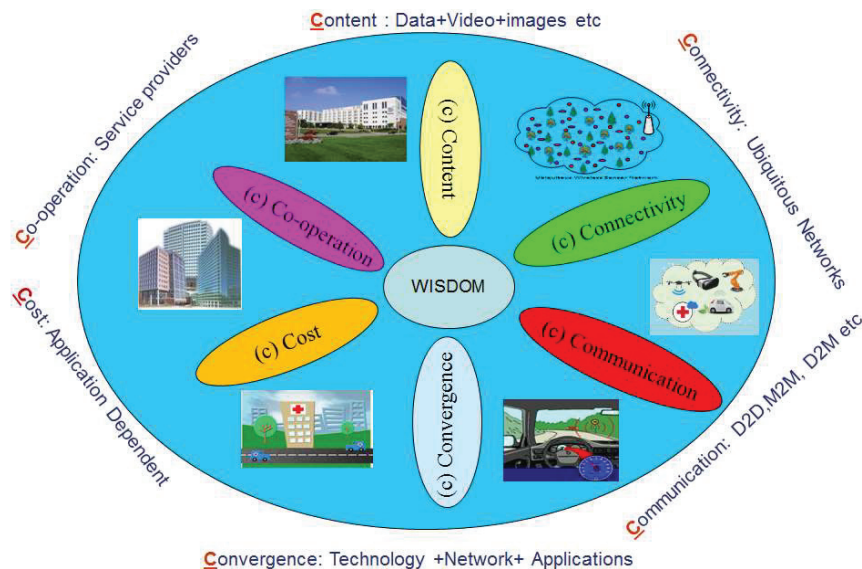 Content : Data+Video+images etc
Co-operation: Service providers
Connectivity: Ubiquitous Networks
(c) Content
(c) Co-operation
(c) Connectivity
WISDOM
(c) Cost
(c) Communication
(c) Convergence
Cost: Application Dependent
Communication: D2D,M2M, D2M etc
Convergence: Technology +Network+ Applications